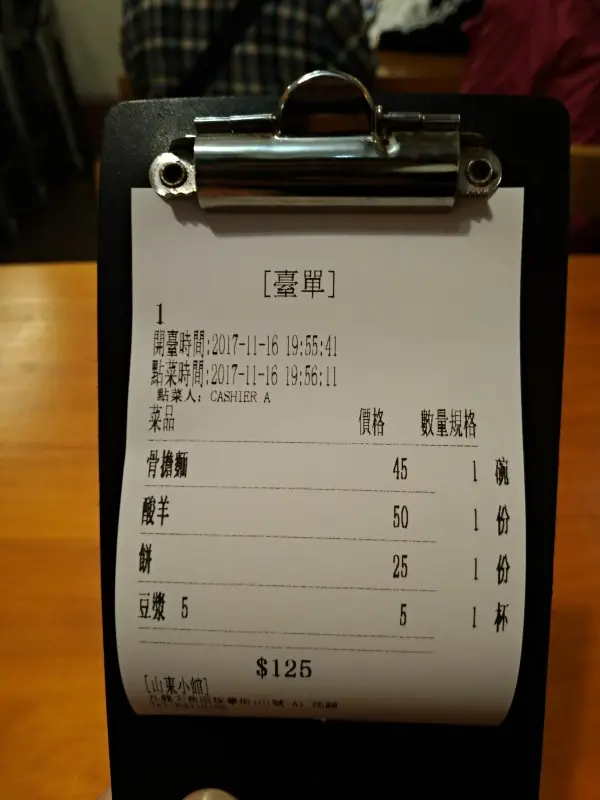 [臺單]
1
開臺時間:2017-11-16 19:55:41
點菜時間:2017-11-16 19:56:11
點菜人: CASHIER A
菜品 價格 數量規格
骨擔麵 45 1 碗
酸羊 50 1 份
餅 25 1 份
豆漿 5 5 1 杯
$125
[山東小館]